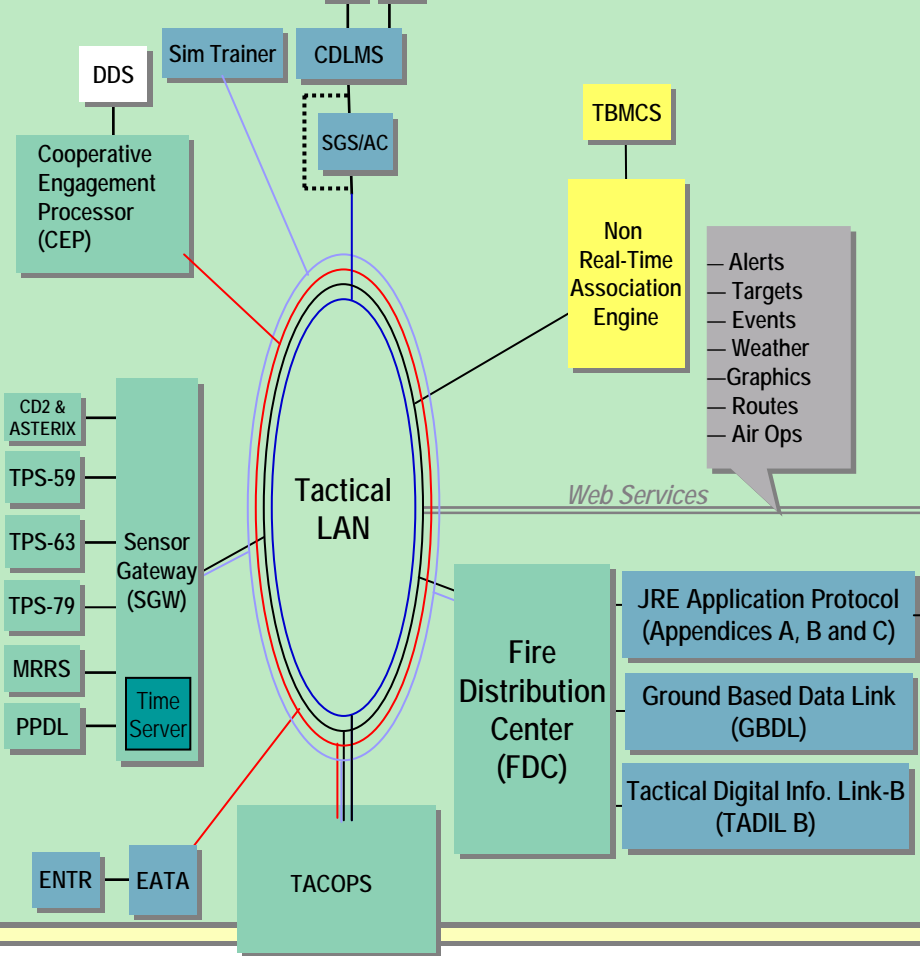 Sim Trainer
CDLMS
DDS
SGS/AC
TBMCS
Cooperative
Engagement
Processor
(CEP)
Non
Real-Time
Association
Engine
Alerts
Targets
Events
Weather
Graphics
Routes
Air Ops
Web Services
CD2 &
ASTERIX
TPS-59
TPS-63
TPS-79
MRRS
PPDL
Sensor
Gateway
(SGW)
Time
Server
Tactical
LAN
Fire
Distribution
Center
(FDC)
JRE Application Protocol
(Appendices A, B and C)
Ground Based Data Link
(GBDL)
Tactical Digital Info. Link-B
(TADIL B)
ENTR
EATA
TACOPS